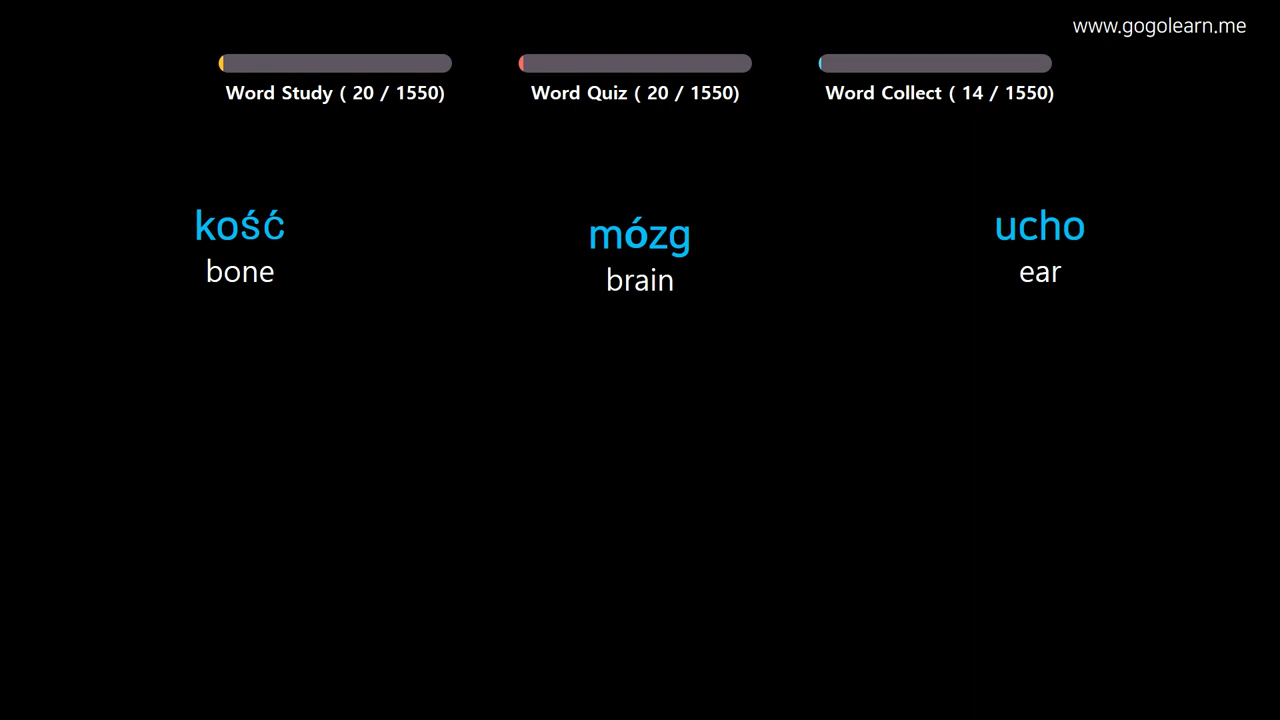 www.gogolearn.me
Word Study ( 20 / 1550)
Word Quiz ( 20 / 1550)
Word Collect ( 14 / 1550)
kość
bone
mózg
brain
ucho
ear